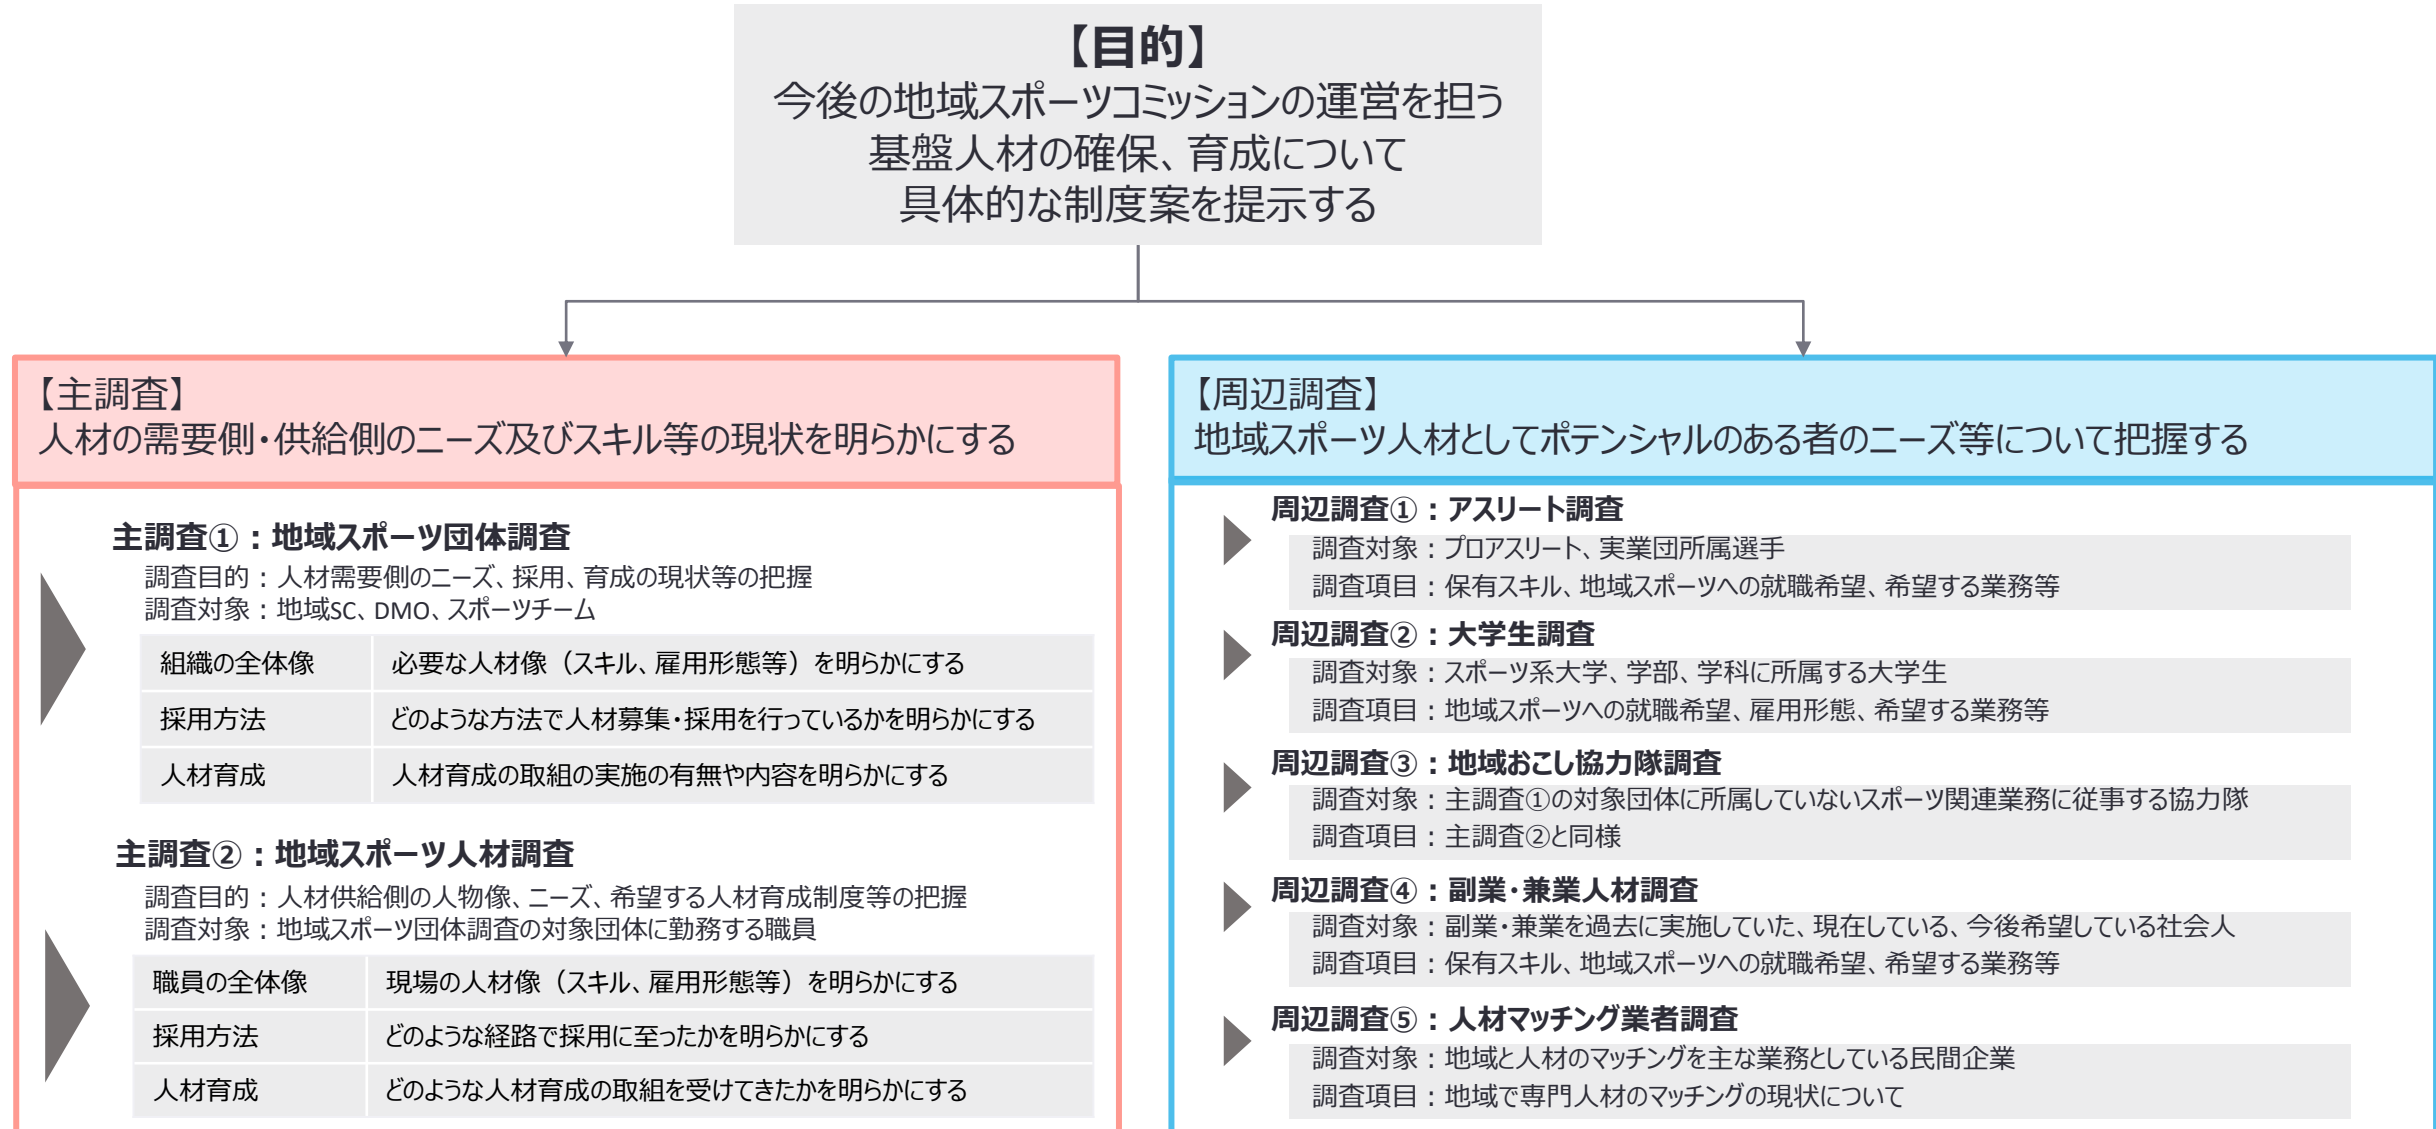 【目的】
今後の地域スポーツコミッションの運営を担う
基盤人材の確保、育成について
具体的な制度案を提示する
【主調査】
人材の需要側・供給側のニーズ及びスキル等の現状を明らかにする
主調査①：地域スポーツ団体調査
調査目的：人材需要側のニーズ、採用、育成の現状等の把握
調査対象：地域SC、DMO、スポーツチーム
組織の全体像 必要な人材像（スキル、雇用形態等）を明らかにする
採用方法 どのような方法で人材募集・採用を行っているかを明らかにする
人材育成 人材育成の取組の実施の有無や内容を明らかにする
主調査②：地域スポーツ人材調査
調査目的：人材供給側の人物像、ニーズ、希望する人材育成制度等の把握
調査対象：地域スポーツ団体調査の対象団体に勤務する職員
職員の全体像 現場の人材像（スキル、雇用形態等）を明らかにする
採用方法 どのような経路で採用に至ったかを明らかにする
人材育成 どのような人材育成の取組を受けてきたかを明らかにする
【周辺調査】
地域スポーツ人材としてポテンシャルのある者のニーズ等について把握する
周辺調査①：アスリート調査
調査対象：プロアスリート、実業団所属選手
調査項目：保有スキル、地域スポーツへの就職希望、希望する業務等
周辺調査②：大学生調査
調査対象：スポーツ系大学、学部、学科に所属する大学生
調査項目：地域スポーツへの就職希望、雇用形態、希望する業務等
周辺調査③：地域おこし協力隊調査
調査対象：主調査①の対象団体に所属していないスポーツ関連業務に従事する協力隊
調査項目：主調査②と同様
周辺調査④：副業・兼業人材調査
調査対象：副業・兼業を過去に実施していた、現在している、今後希望している社会人
調査項目：保有スキル、地域スポーツへの就職希望、希望する業務等
周辺調査⑤：人材マッチング業者調査
調査対象：地域と人材のマッチングを主な業務としている民間企業
調査項目：地域で専門人材のマッチングの現状について